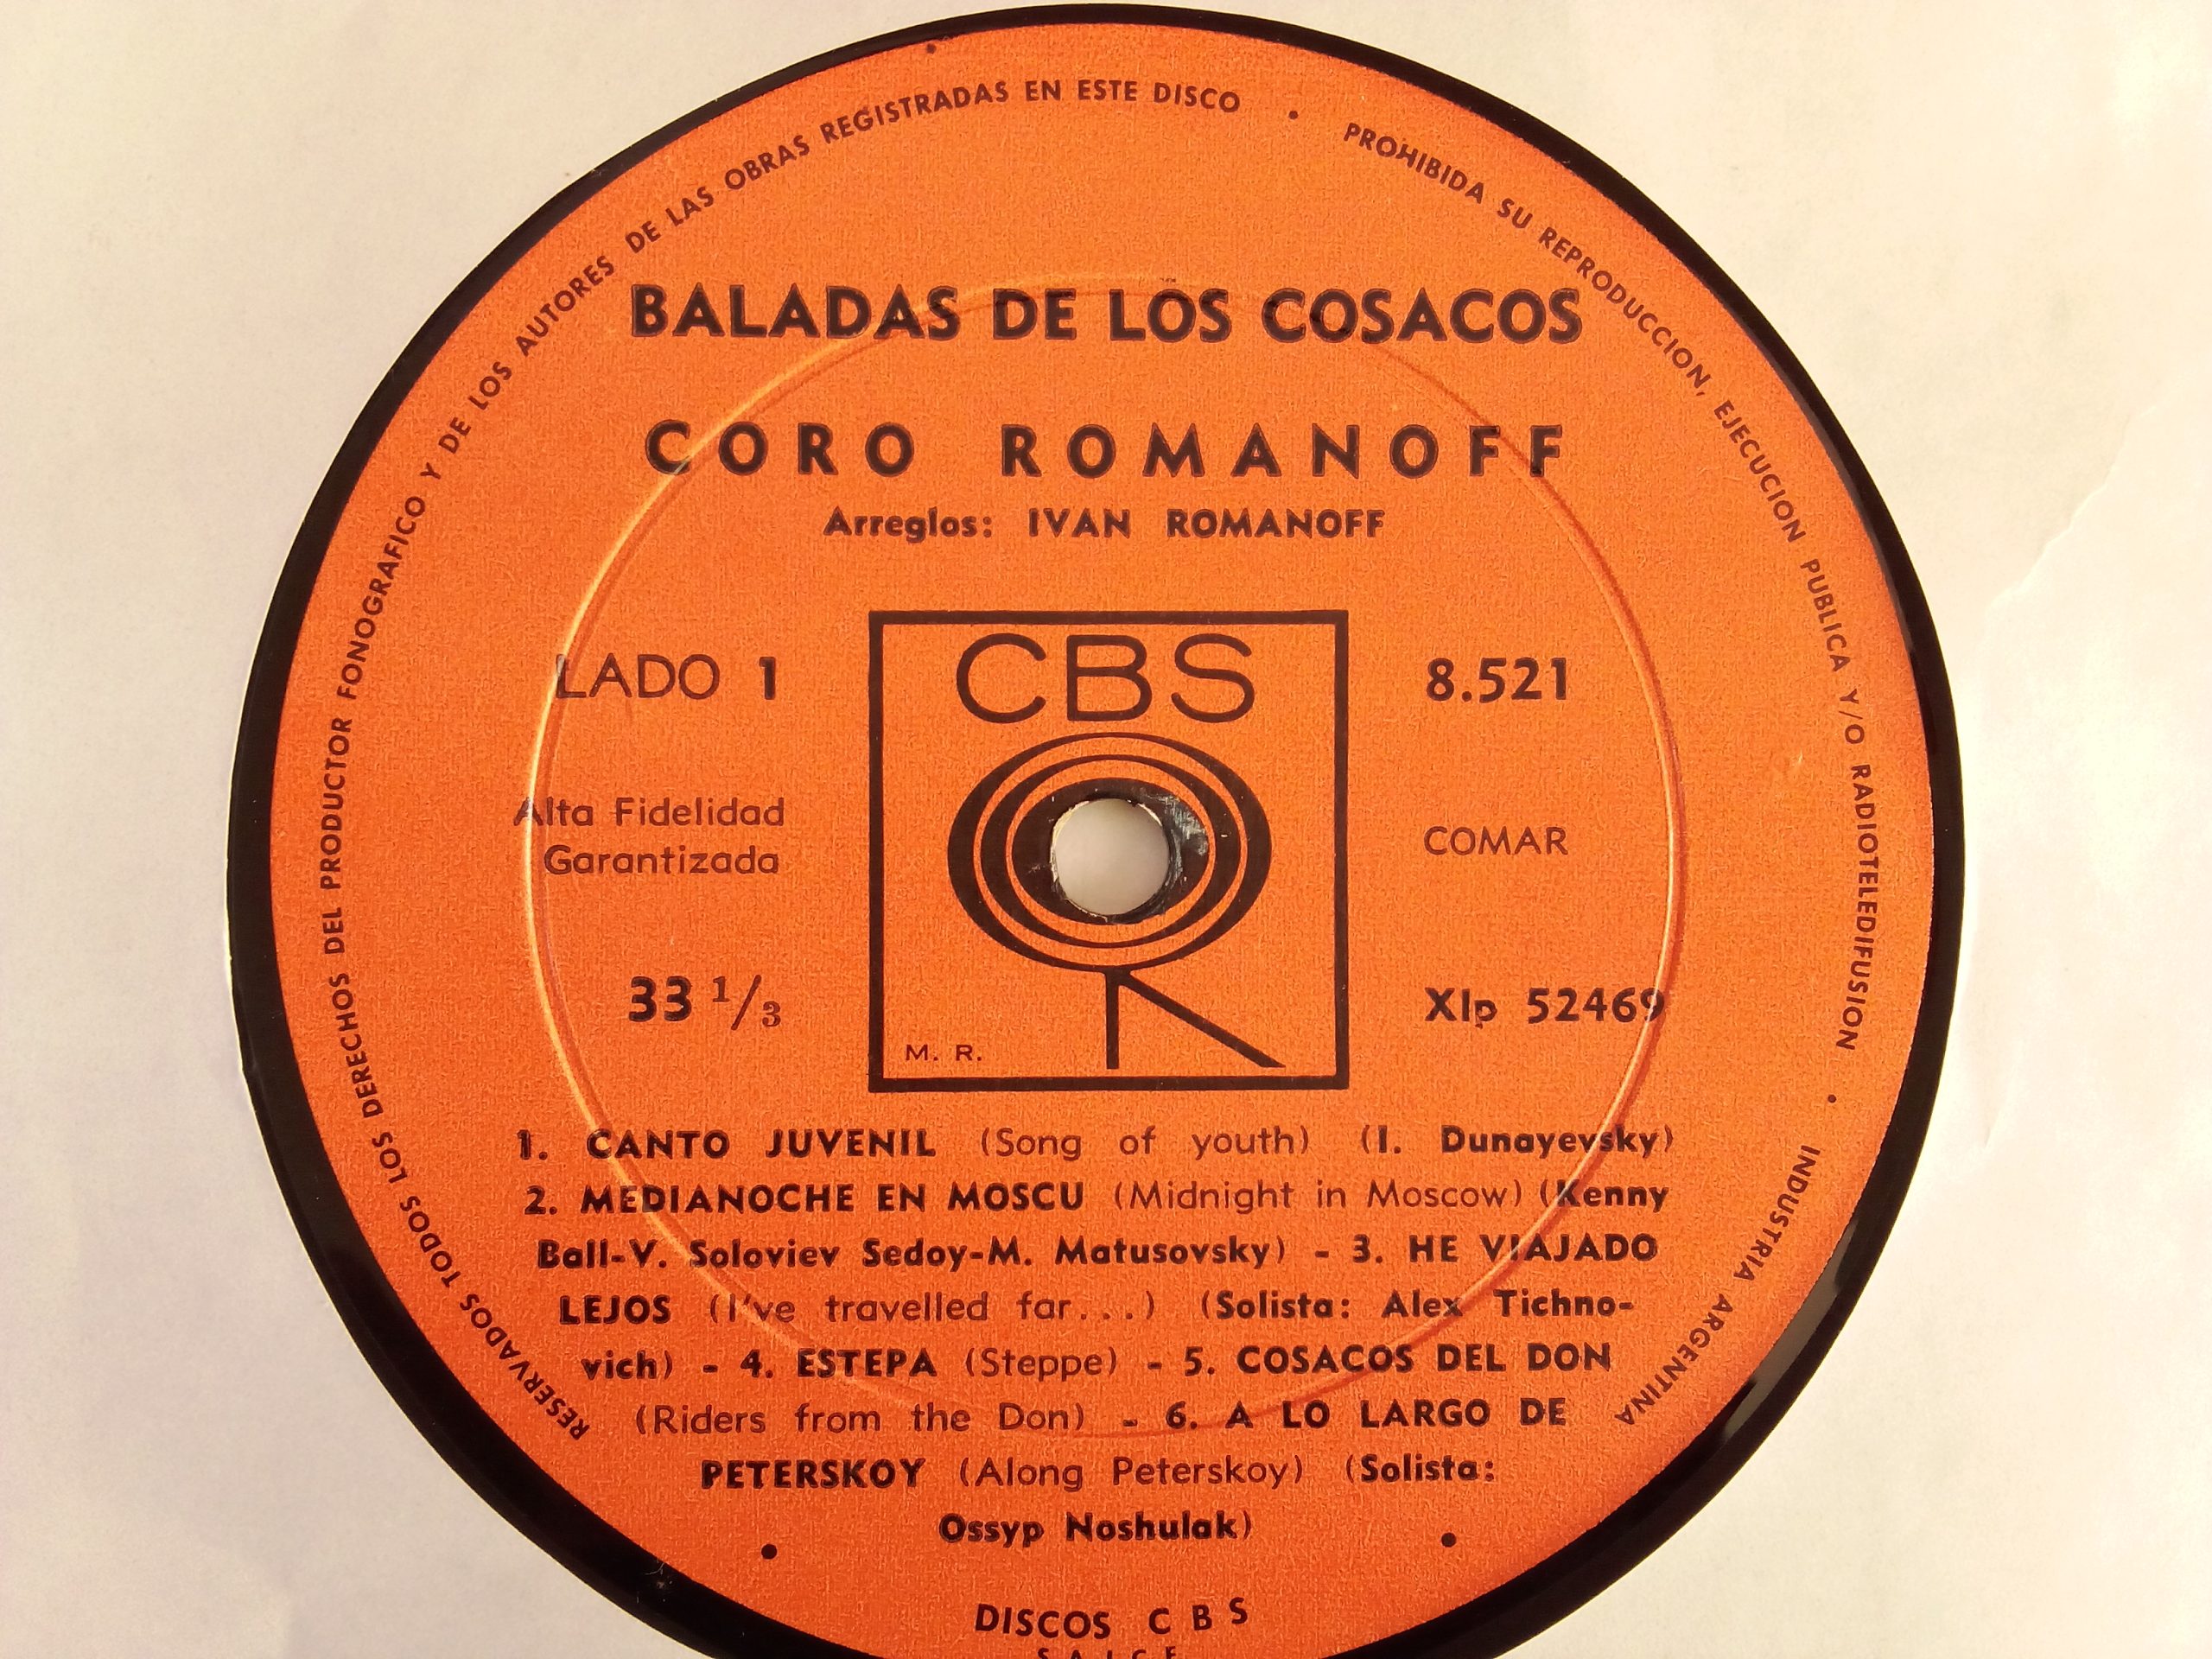 RESERVADOS TODOS LOS DERECHOS DEL PRODUCTOR FONOGRAFICO Y DE LOS AUTORES DE LAS OBRAS REGISTRADAS EN ESTE DISCO • PROHIBIDA SU REPRODUCCION, EJECUCION PUBLICA Y/O RADIOTELEDIFUSION • INDUSTRIA ARGENTINA
BALADAS DE LOS COSACOS
CORO ROMANOFF
Arreglos: IVAN ROMANOFF
LADO 1
Alta Fidelidad
Garantizada
33 1/3
CBS
M. R.
8.521
COMAR
Xlp 52469
1. CANTO JUVENIL (Song of youth) (I. Dunayevsky)
2. MEDIANOCHE EN MOSCU (Midnight in Moscow) (Kenny
Ball-V. Soloviev Sedoy-M. Matusovsky) - 3. HE VIAJADO
LEJOS (I've travelled far...) (Solista: Alex Tichno-
vich) - 4. ESTEPA (Steppe) - 5. COSACOS DEL DON
(Riders from the Don) - 6. A LO LARGO DE
PETERSKOY (Along Peterskoy) (Solista:
Ossyp Noshulak)
DISCOS CBS